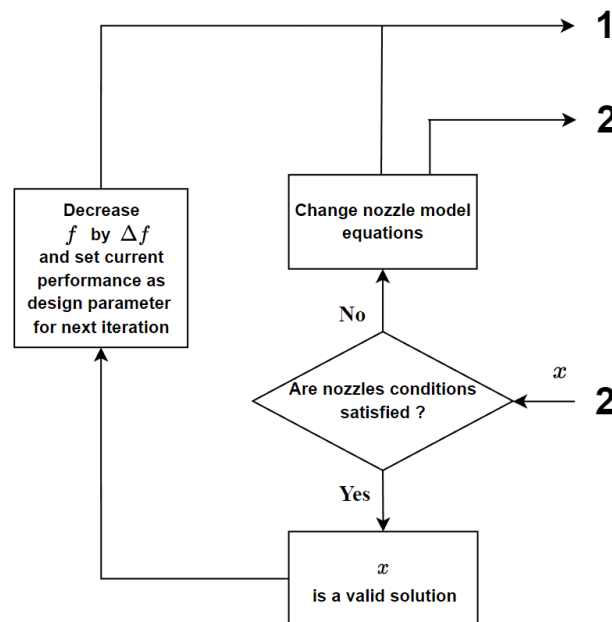 1
2
Decrease
f by Δf
and set current
performance as
design parameter
for next iteration
Change nozzle model
equations
No
x
Are nozzles conditions
satisfied ?
2
Yes
x
is a valid solution